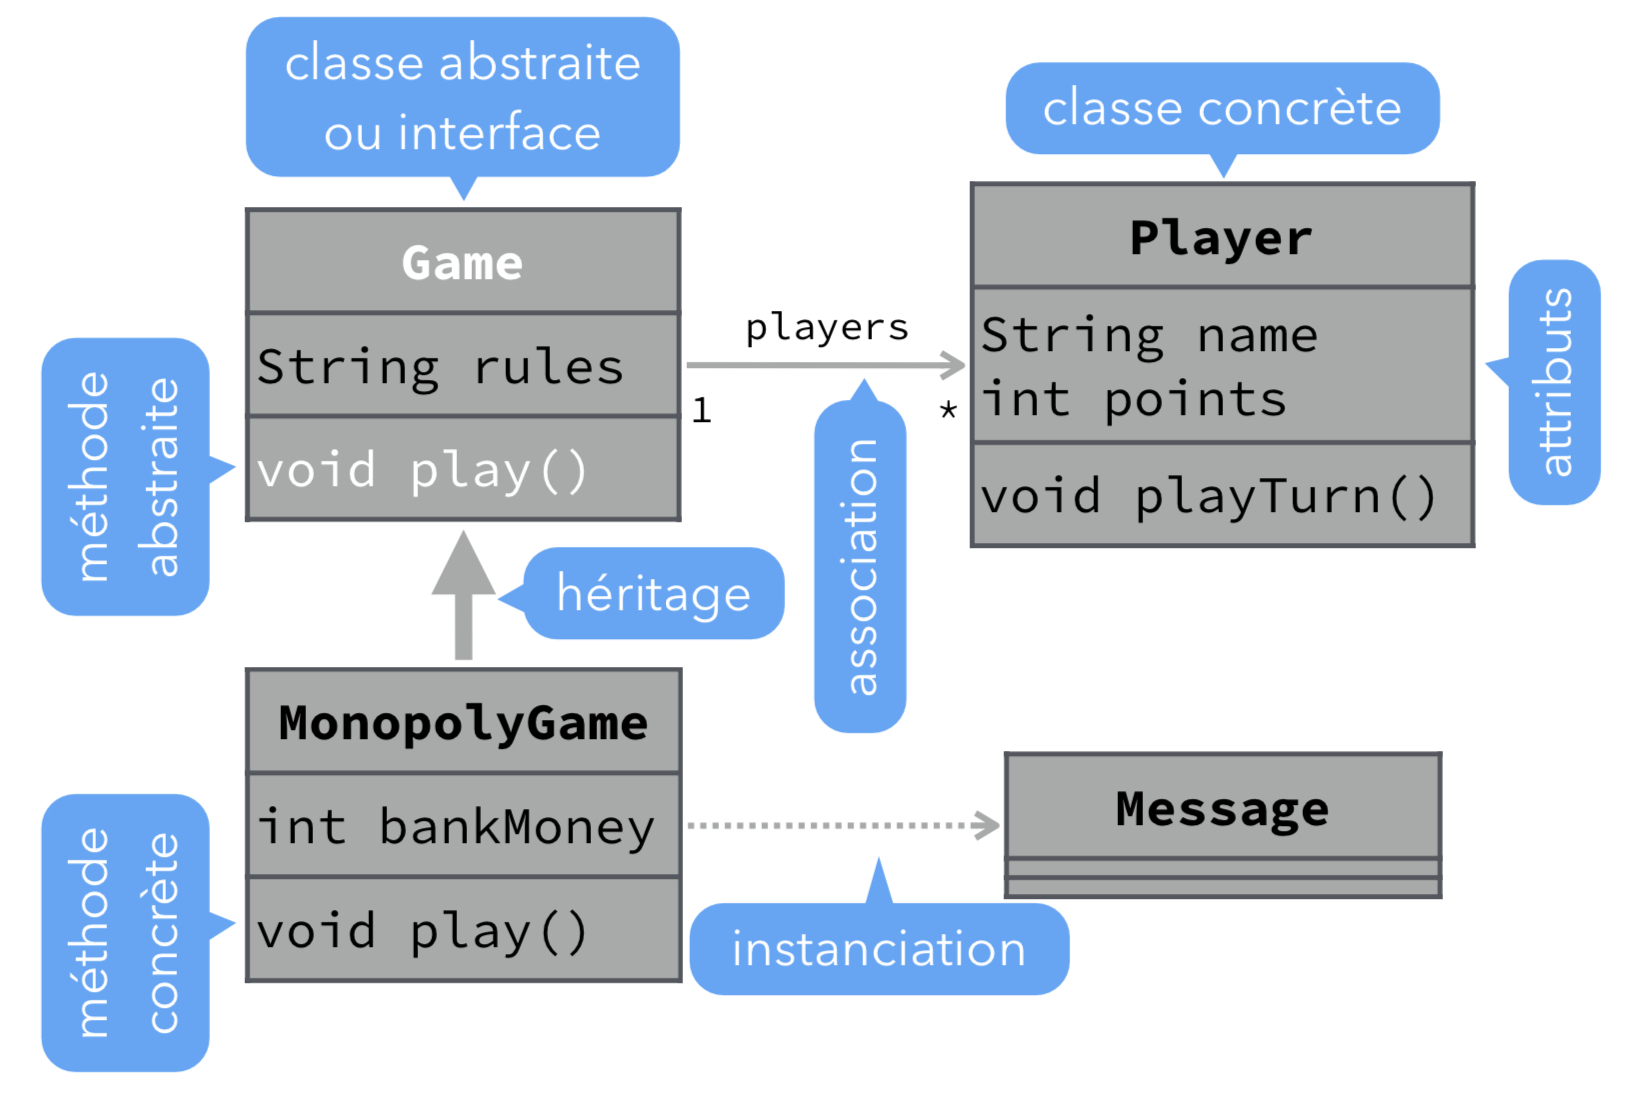 classe abstraite
ou interface
classe concrète
Game
String rules
void play()
méthode
abstraite
players
1
*
association
Player
String name
int points
void playTurn()
attributs
héritage
MonopolyGame
int bankMoney
void play()
méthode
concrète
instanciation
Message